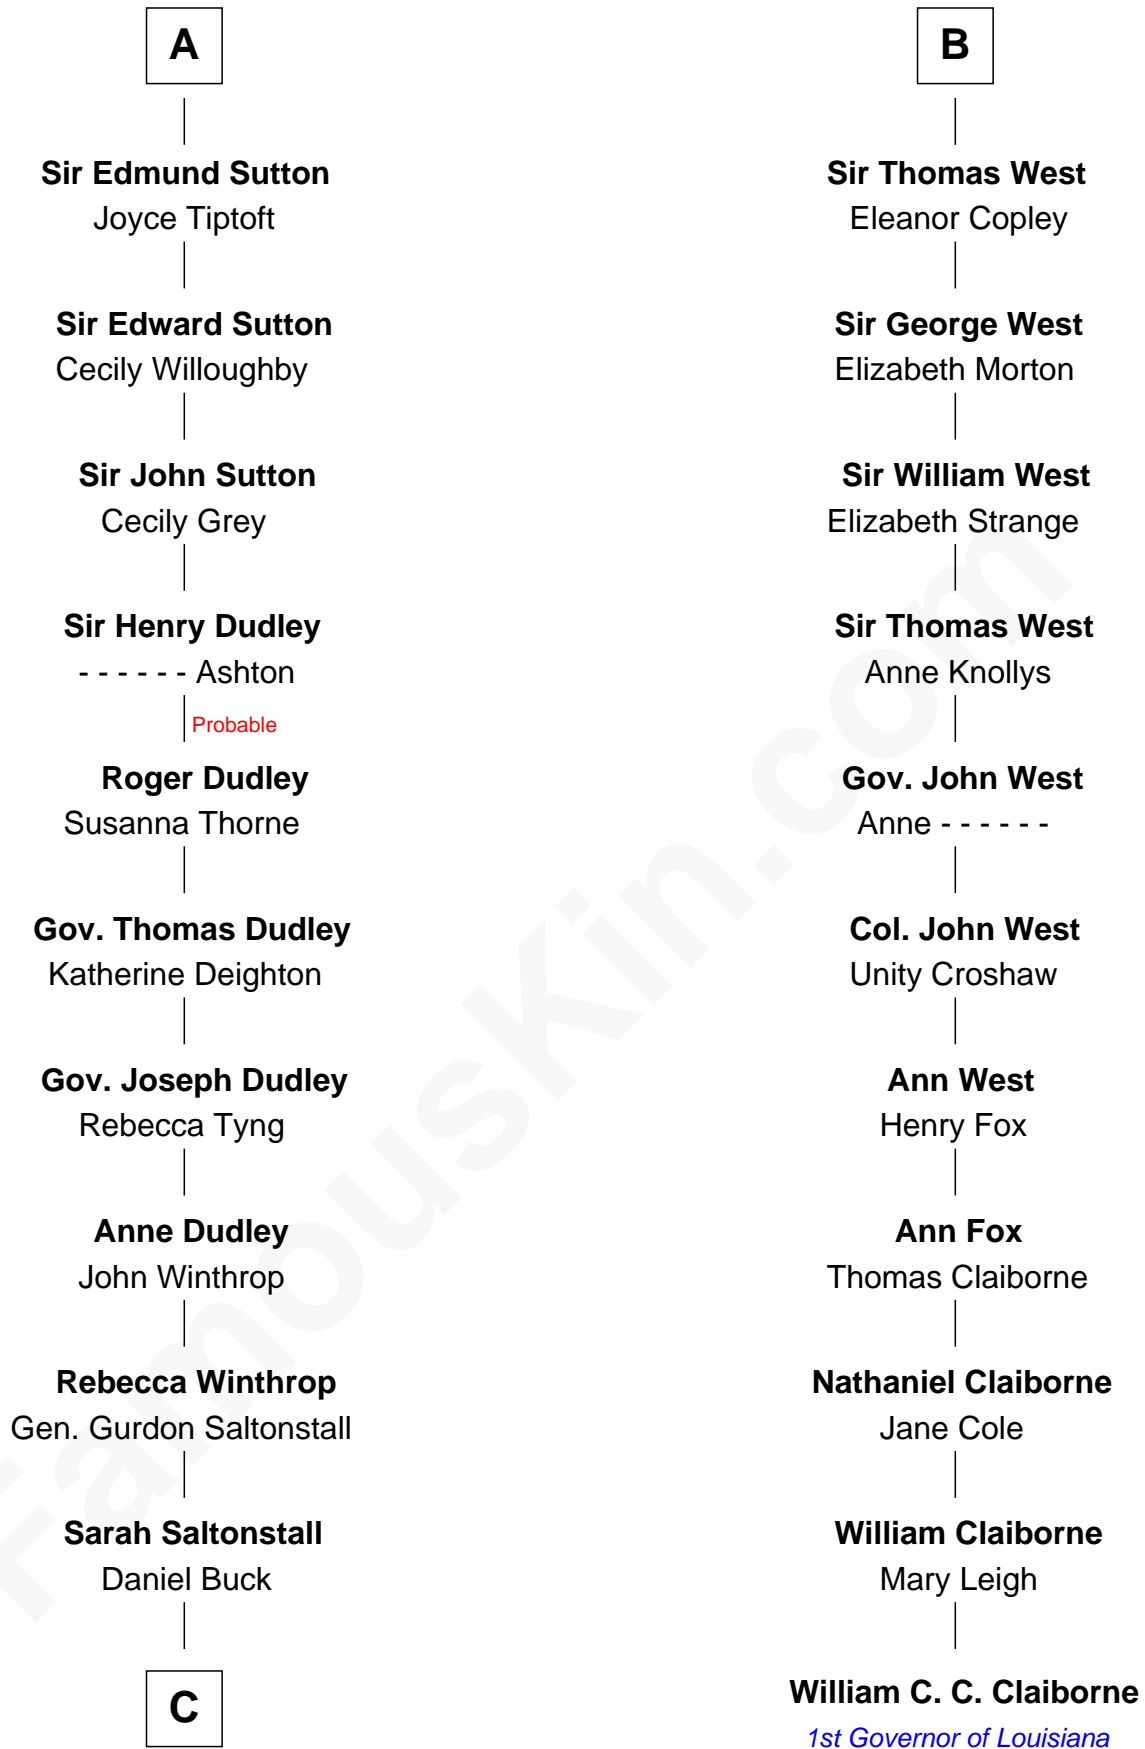 A
Sir Edmund Sutton
Joyce Tiptoft
Sir Edward Sutton
Cecily Willoughby
Sir John Sutton
Cecily Grey
Sir Henry Dudley
- - - - - - Ashton
Probable
Roger Dudley
Susanna Thorne
Gov. Thomas Dudley
Katherine Deighton
Gov. Joseph Dudley
Rebecca Tyng
Anne Dudley
John Winthrop
Rebecca Winthrop
Gen. Gurdon Saltonstall
Sarah Saltonstall
Daniel Buck
C
B
Sir Thomas West
Eleanor Copley
Sir George West
Elizabeth Morton
Sir William West
Elizabeth Strange
Sir Thomas West
Anne Knollys
Gov. John West
Anne - - - - - -
Col. John West
Unity Croshaw
Ann West
Henry Fox
Ann Fox
Thomas Claiborne
Nathaniel Claiborne
Jane Cole
William Claiborne
Mary Leigh
William C. C. Claiborne
1st Governor of Louisiana
FamousKin.com